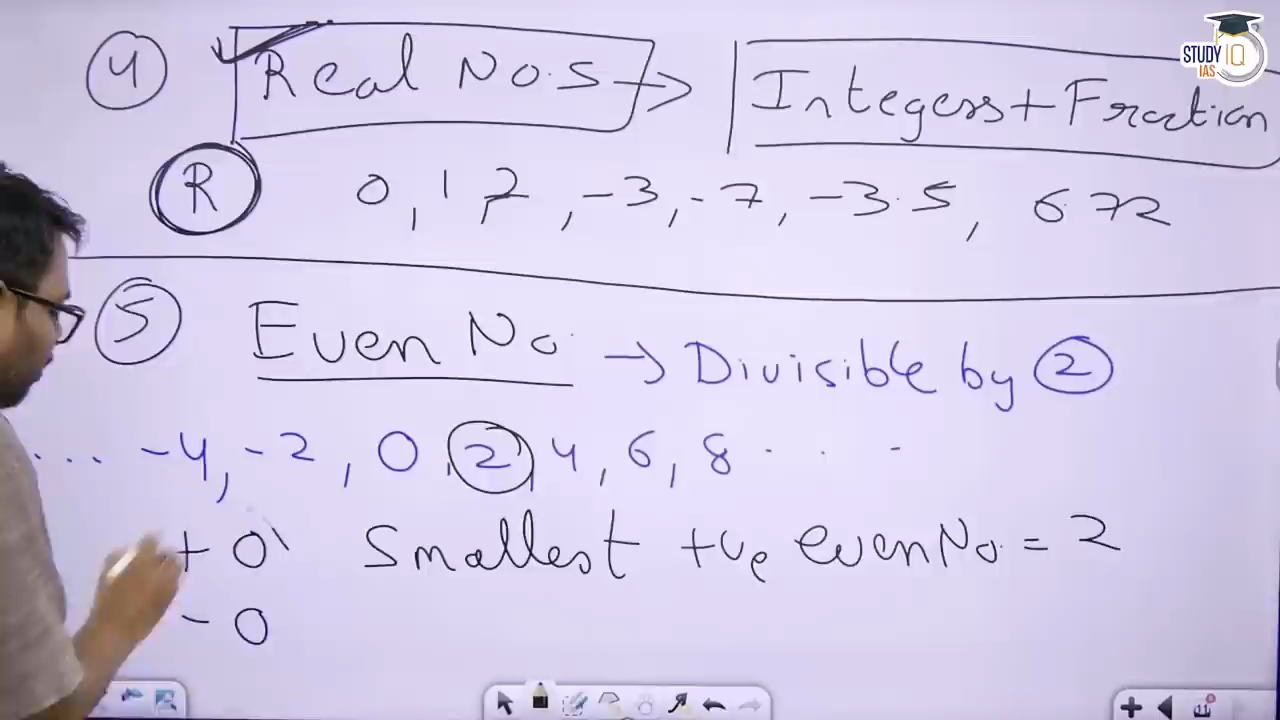 STUDY IQ IAS
4 Real No.s → Integers + Fraction
R 0, 1, 2, -3, -7, -3.5, 6.72
5 Even No. → Divisible by 2
... -4, -2, 0, 2, 4, 6, 8 . . .
+ 0 Smallest +ve even No. = 2
- 0